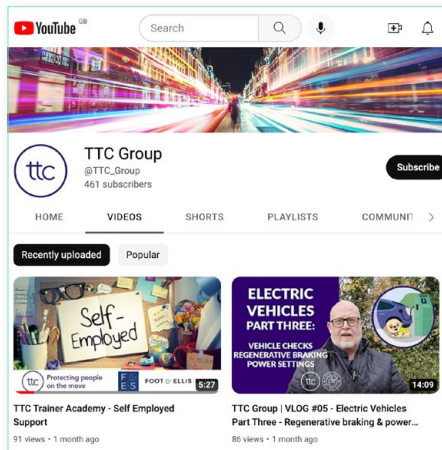 YouTube GB
Search
ttc
TTC Group
@TTC_Group
461 subscribers
Subscribe
HOME VIDEOS SHORTS PLAYLISTS COMMUNIT
Recently uploaded Popular
Self-
Employed
ttc Protecting people
on the move
F&ES FOOT & ELLIS
5:27
ELECTRIC
VEHICLES
PART THREE:
VEHICLE CHECKS
REGENERATIVE BRAKING
POWER SETTINGS
ttc
14:09
TTC Trainer Academy - Self Employed
Support
91 views • 1 month ago
TTC Group | VLOG #05 - Electric Vehicles
Part Three - Regenerative braking & power...
86 views • 1 month ago